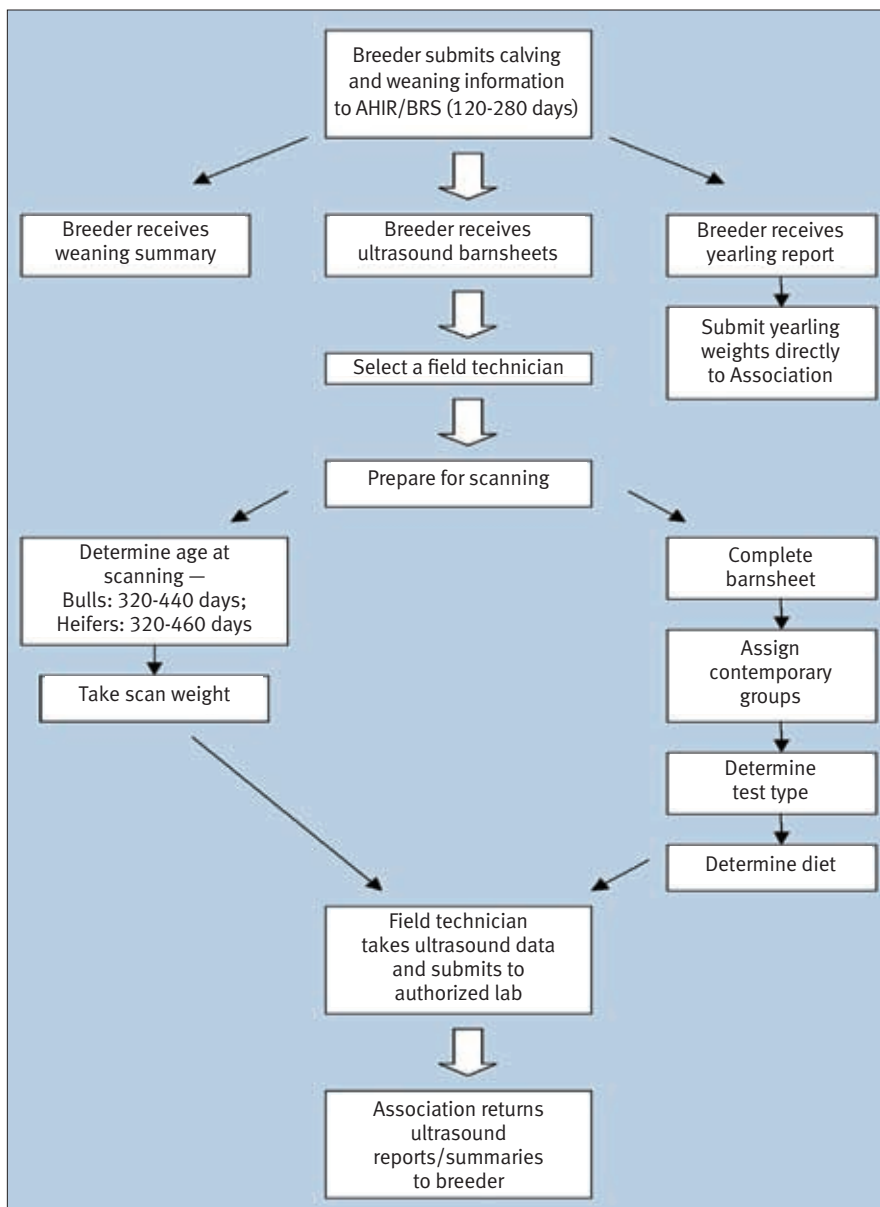 Breeder submits calving
and weaning information
to AHIR/BRS (120-280 days)
Breeder receives
weaning summary
Breeder receives
ultrasound barnsheets
Breeder receives
yearling report
Submit yearling
weights directly
to Association
Select a field technician
Prepare for scanning
Determine age at
scanning —
Bulls: 320-440 days;
Heifers: 320-460 days
Take scan weight
Complete
barnsheet
Assign
contemporary
groups
Determine
test type
Determine diet
Field technician
takes ultrasound data
and submits to
authorized lab
Association returns
ultrasound
reports/summaries
to breeder